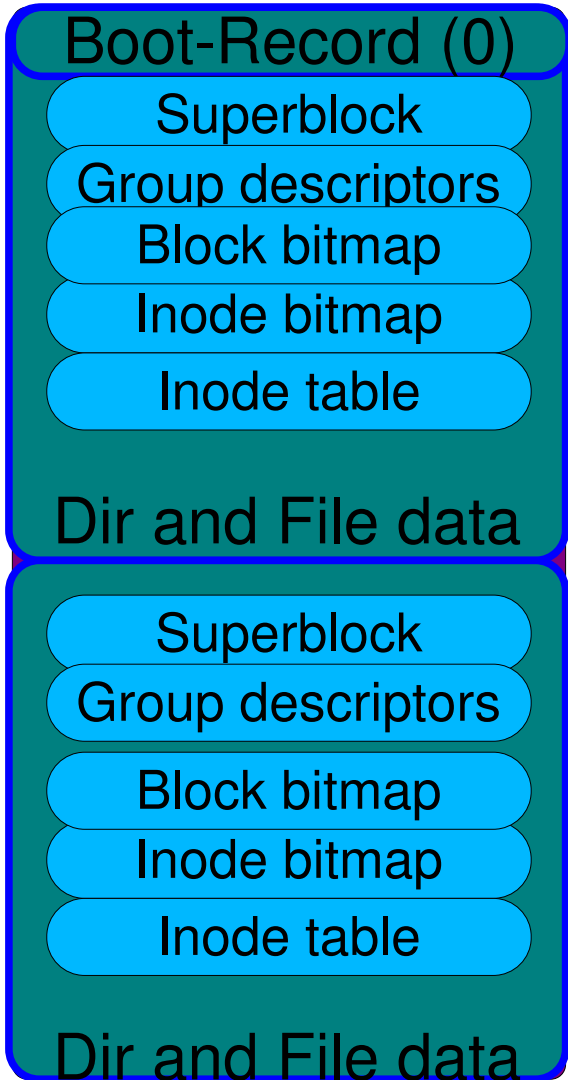 Boot-Record (0)
Superblock
Group descriptors
Block bitmap
Inode bitmap
Inode table
Dir and File data
Superblock
Group descriptors
Block bitmap
Inode bitmap
Inode table
Dir and File data